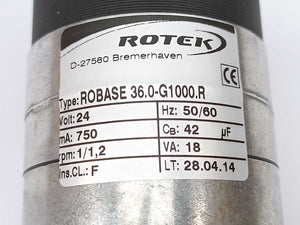 ROTEK
D-27580 Bremerhaven
CE
Type: ROBASE 36.0-G1000.R
Volt: 24 Hz: 50/60
mA: 750 CB: 42 µF
rpm: 1/1,2 VA: 18
Ins.CL.: F LT: 28.04.14